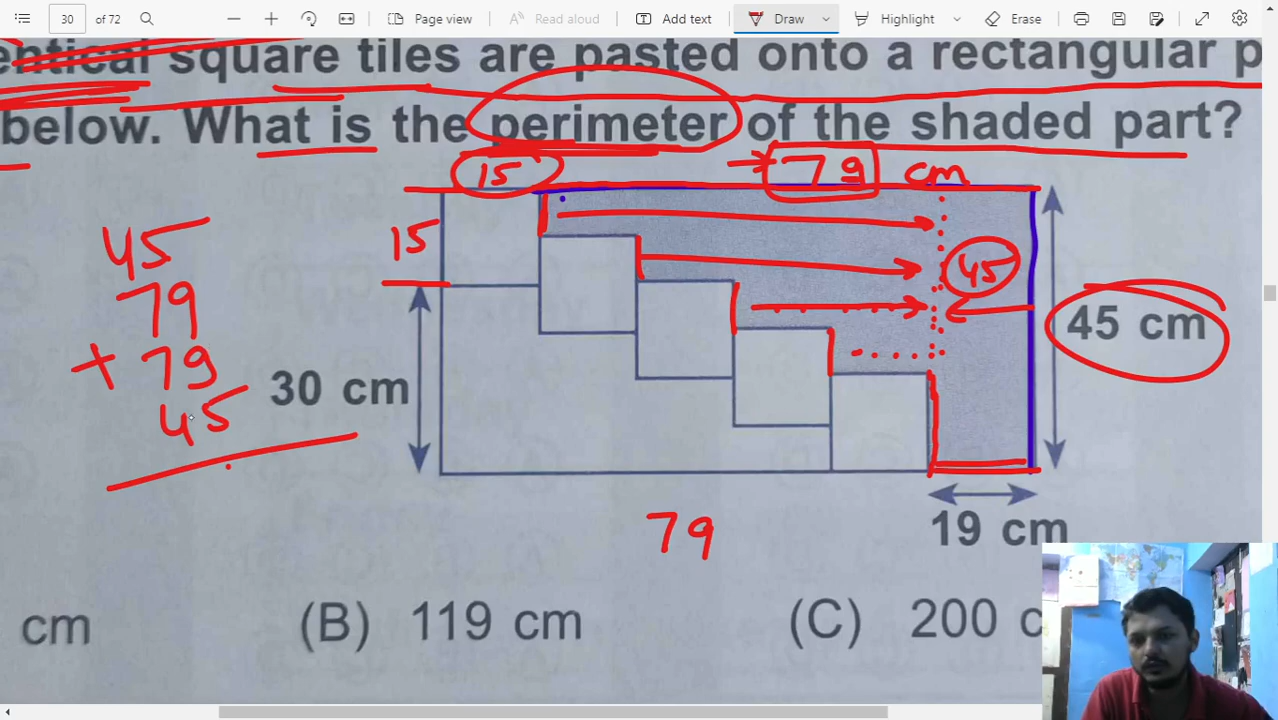 30 of 72 Page view Read aloud Add text Draw Highlight Erase
entical square tiles are pasted onto a rectangular p
below. What is the perimeter of the shaded part?
15 → 79 cm
45
79
+ 79
45
15
45
45 cm
30 cm
19 cm
79
cm (B) 119 cm (C) 200 c